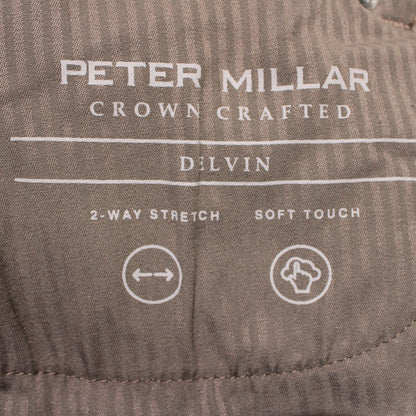 PETER MILLAR
CROWN CRAFTED
DELVIN
2-WAY STRETCH SOFT TOUCH